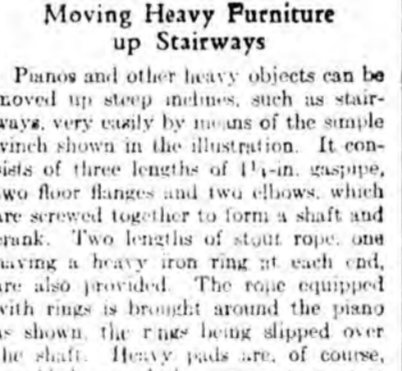 Moving Heavy Furniture
up Stairways
Pianos and other heavy objects can be
moved up steep inclines, such as stair-
ways, very easily by means of the simple
winch shown in the illustration. It con-
sists of three lengths of 1¼-in. gaspipe,
two floor flanges and two elbows, which
are screwed together to form a shaft and
crank. Two lengths of stout rope, one
having a heavy iron ring at each end,
are also provided. The rope equipped
with rings is brought around the piano
as shown, the rings being slipped over
the shaft. Heavy pads are, of course,